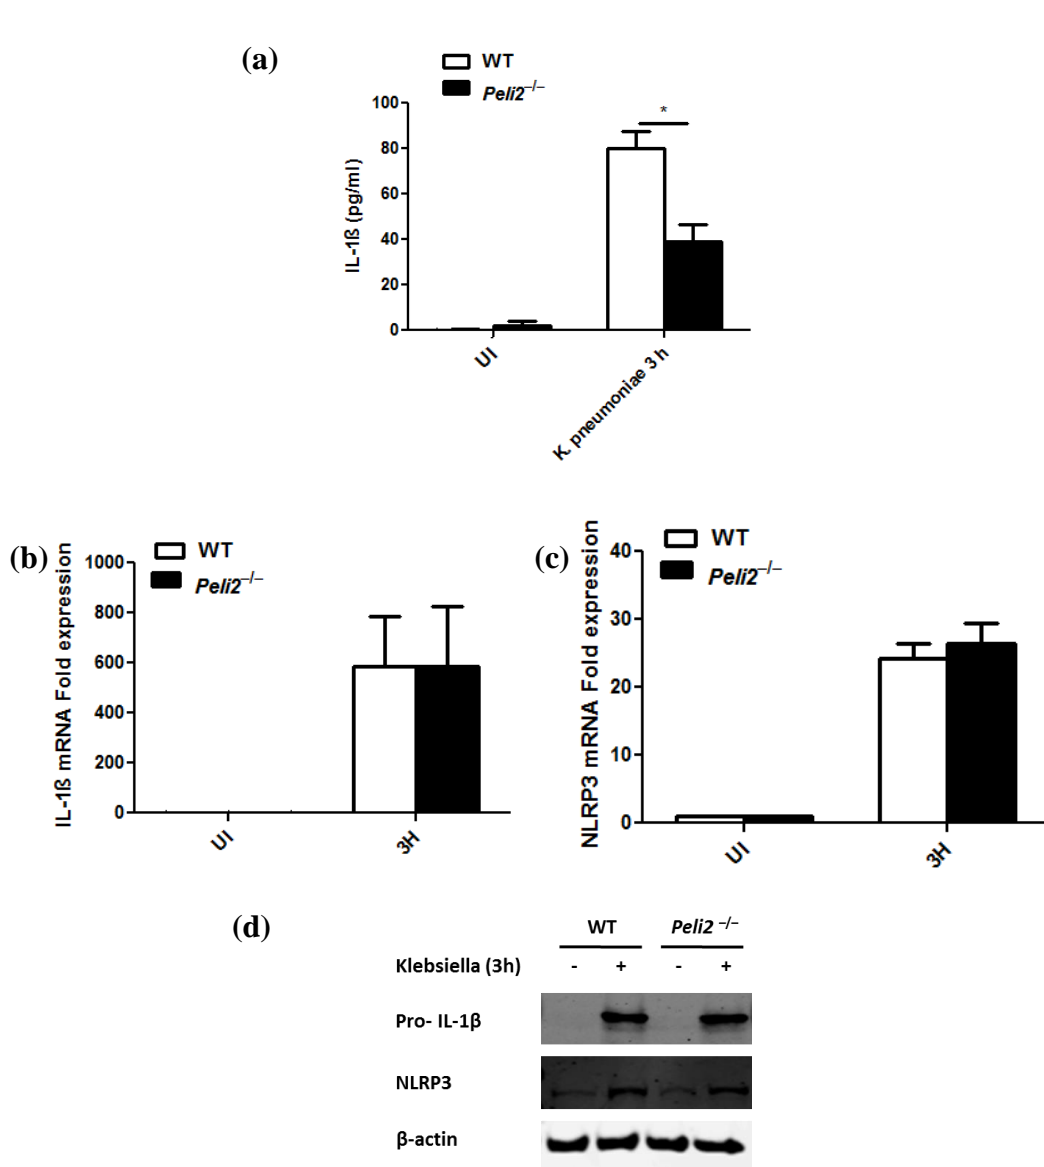 (a)
WT
Peli2–/–
IL-1ß (pg/ml)
100
80
60
40
20
0
*
UI
K. pneumoniae 3 h
(b)
WT
Peli2–/–
IL-1ß mRNA Fold expression
1000
800
600
400
200
0
UI
3H
(c)
WT
Peli2–/–
NLRP3 mRNA Fold expression
40
30
20
10
0
UI
3H
(d)
WT Peli2 –/–
Klebsiella (3h) - + - +
Pro- IL-1β
NLRP3
β-actin